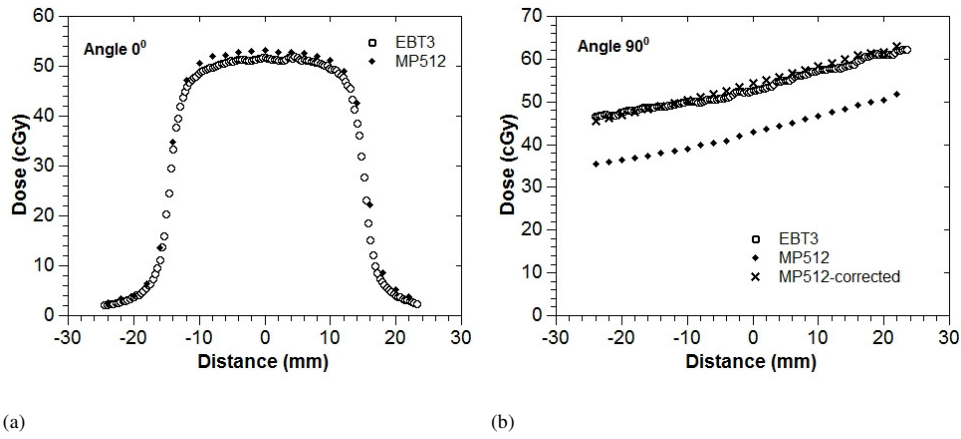 60
50
40
30
20
10
0
-30 -20 -10 0 10 20 30
Dose (cGy)
Distance (mm)
Angle 0⁰
EBT3
MP512
(a)
70
60
50
40
30
20
10
0
-30 -20 -10 0 10 20 30
Dose (cGy)
Distance (mm)
Angle 90⁰
EBT3
MP512
MP512-corrected
(b)